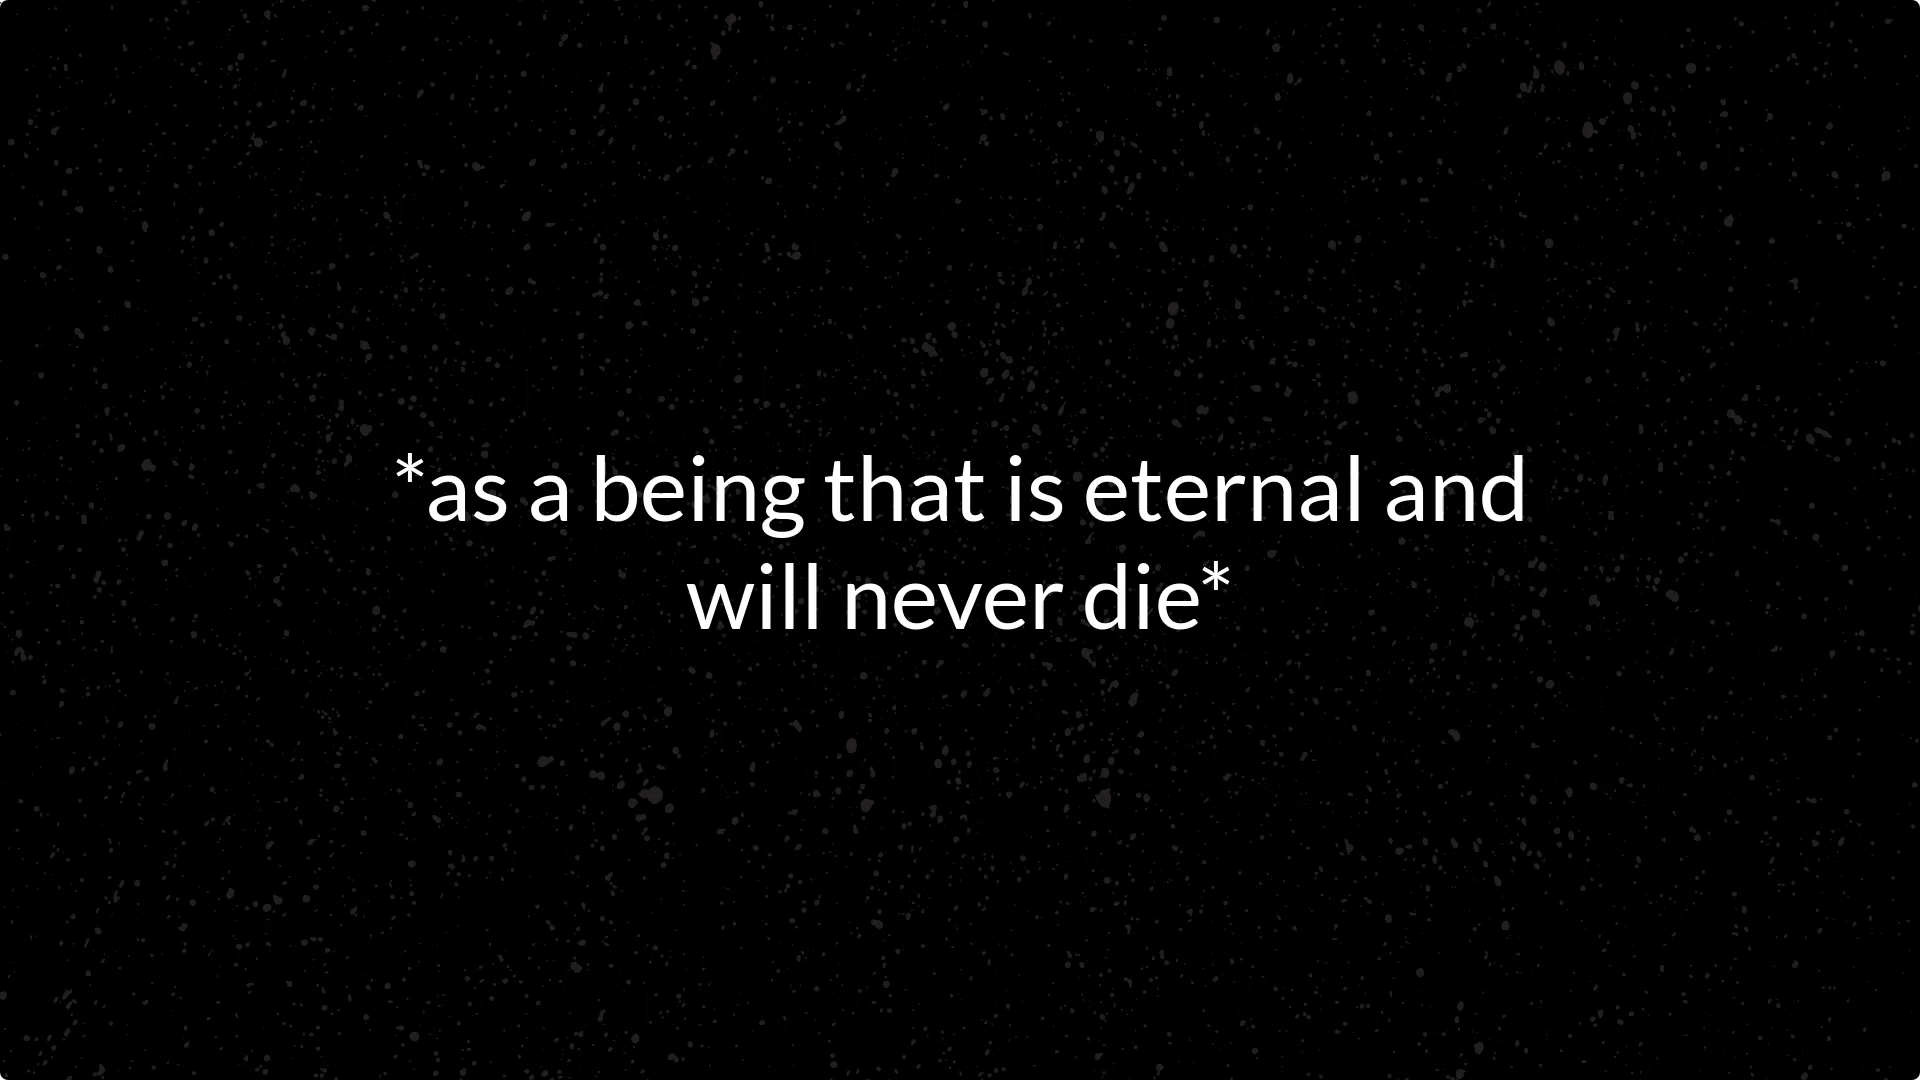 *as a being that is eternal and
will never die*